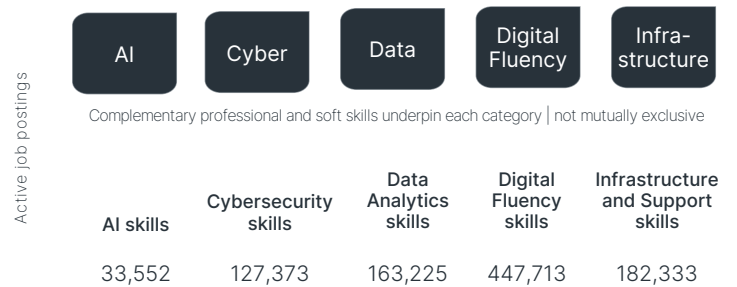 AI
Cyber
Data
Digital
Fluency
Infra-
structure
Complementary professional and soft skills underpin each category | not mutually exclusive
Active job postings
AI skills
Cybersecurity
skills
Data
Analytics
skills
Digital
Fluency
skills
Infrastructure
and Support
skills
33,552
127,373
163,225
447,713
182,333